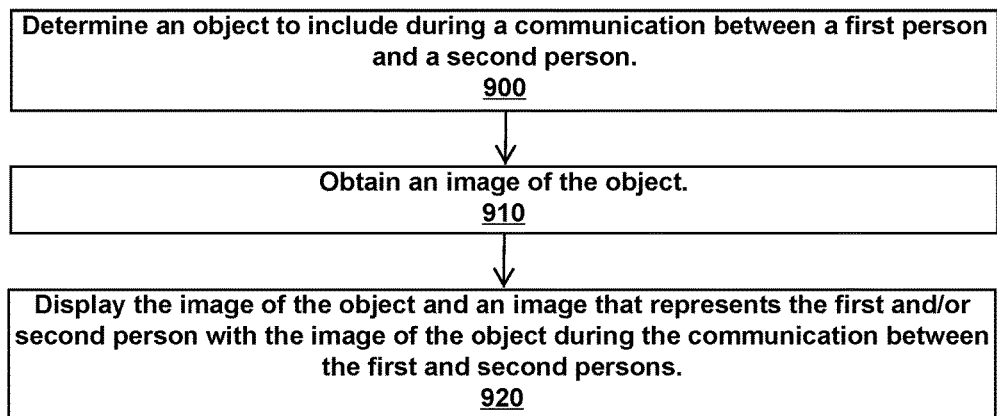 Determine an object to include during a communication between a first person
and a second person.
900
Obtain an image of the object.
910
Display the image of the object and an image that represents the first and/or
second person with the image of the object during the communication between
the first and second persons.
920